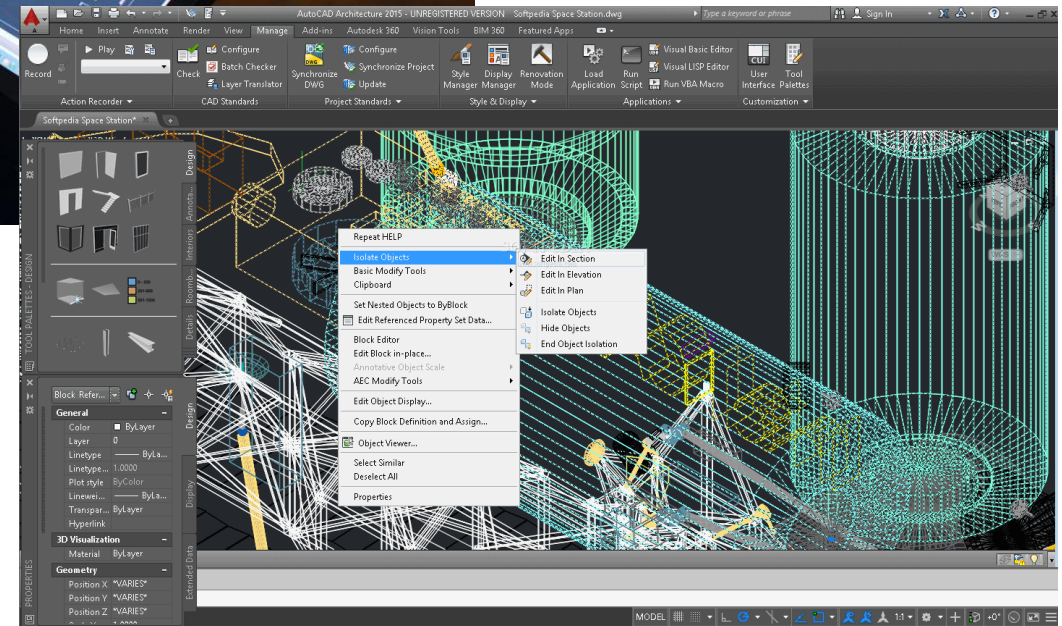 AutoCAD Architecture 2015 - UNREGISTERED VERSION Softpedia Space Station.dwg
Type a keyword or phrase
Sign In
Home Insert Annotate Render View Manage Add-ins Autodesk 360 Vision Tools BIM 360 Featured Apps
Record
Play
Action Recorder
Check
Configure
Batch Checker
Layer Translator
CAD Standards
DWG
Synchronize DWG
Configure
Synchronize Project
Update
Project Standards
Style Manager
Display Manager
Renovation Mode
Style & Display
Load Application
Run Script
Visual Basic Editor
Visual LISP Editor
Run VBA Macro
Applications
CUI
User Interface
Tool Palettes
Customization
Softpedia Space Station*
Design
Annota...
Interiors
Roomb...
Details
TOOL PALETTES - DESIGN
Repeat HELP
Isolate Objects
Basic Modify Tools
Clipboard
Set Nested Objects to ByBlock
Edit Referenced Property Set Data...
Block Editor
Edit Block in-place...
Annotative Object Scale
AEC Modify Tools
Edit Object Display...
Copy Block Definition and Assign...
Object Viewer...
Select Similar
Deselect All
Properties
Edit In Section
Edit In Elevation
Edit In Plan
Isolate Objects
Hide Objects
End Object Isolation
WCS
Block Refer...
General
Color ByLayer
Layer 0
Linetype ByLa...
Linetype... 1.0000
Plot style ByColor
Linewei... ByLa...
Transpar... ByLayer
Hyperlink
3D Visualization
Material ByLayer
Geometry
Position X *VARIES*
Position Y *VARIES*
Position Z *VARIES*
Design
Display
Extended Data
PROPERTIES
MODEL
1:1
+0"